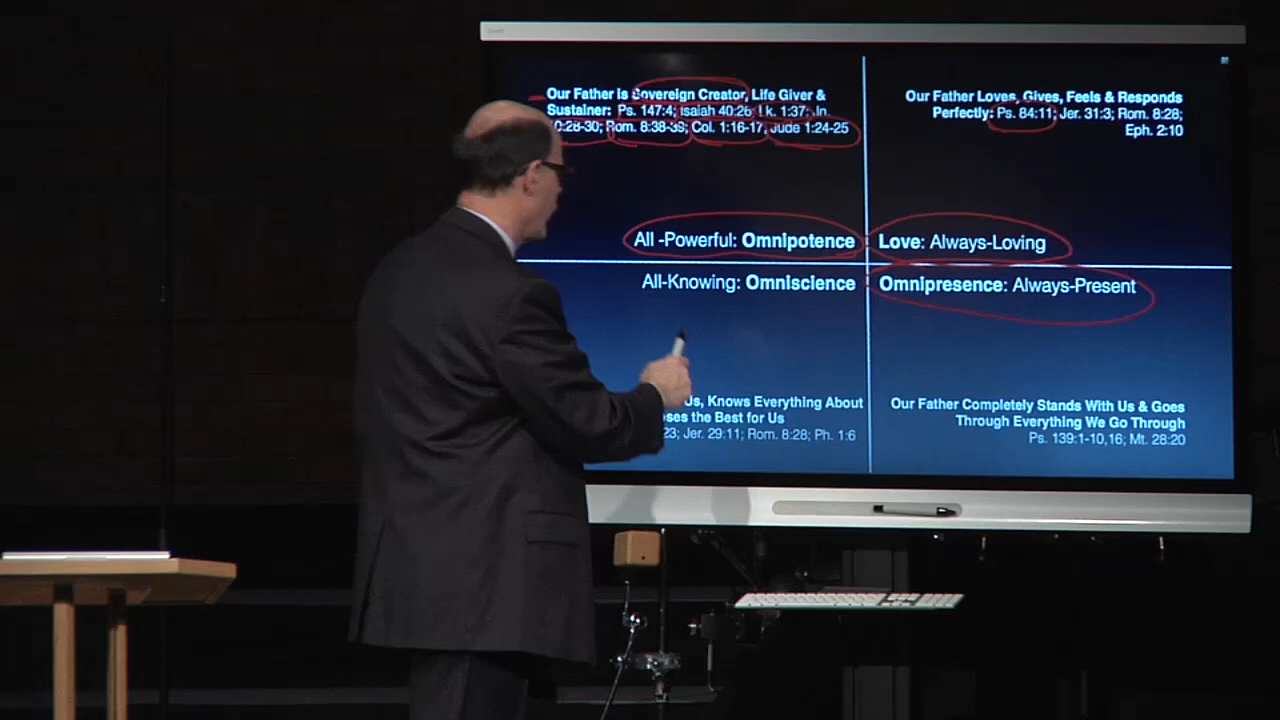 Our Father is Sovereign Creator, Life Giver &
Sustainer: Ps. 147:4; Isaiah 40:26; Lk. 1:37; Jn.
10:28-30; Rom. 8:38-39; Col. 1:16-17; Jude 1:24-25
Our Father Loves, Gives, Feels & Responds
Perfectly: Ps. 84:11; Jer. 31:3; Rom. 8:28;
Eph. 2:10
All -Powerful: Omnipotence
Love: Always-Loving
All-Knowing: Omniscience
Omnipresence: Always-Present
Us, Knows Everything About
the Best for Us
23; Jer. 29:11; Rom. 8:28; Ph. 1:6
Our Father Completely Stands With Us & Goes
Through Everything We Go Through
Ps. 139:1-10,16; Mt. 28:20